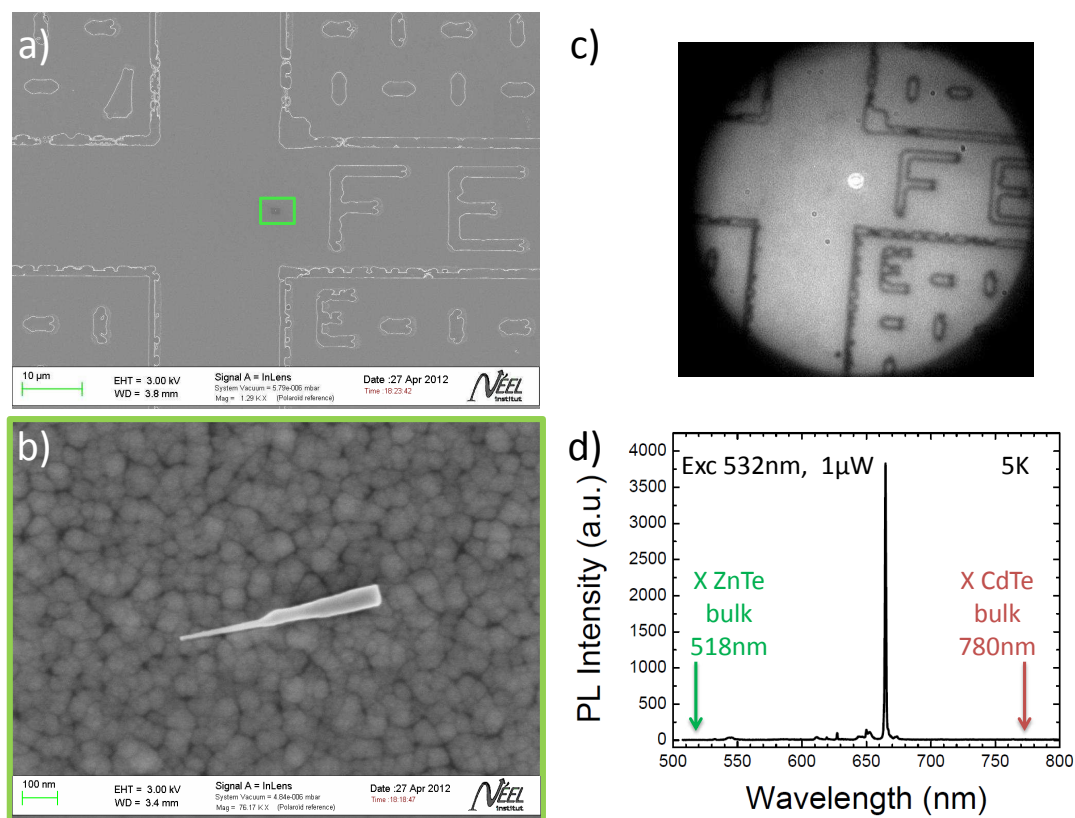 a)
F E
E
10 µm
EHT = 3.00 kV
WD = 3.8 mm
Signal A = InLens
System Vacuum = 5.79e-006 mbar
Mag = 1.29 K X (Polaroid reference)
Date :27 Apr 2012
Time :18:23:42
NÉEL
institut
b)
100 nm
EHT = 3.00 kV
WD = 3.4 mm
Signal A = InLens
System Vacuum = 4.84e-006 mbar
Mag = 76.17 K X (Polaroid reference)
Date :27 Apr 2012
Time :18:18:47
NÉEL
institut
c)
F E
E
d)
Exc 532nm, 1µW 5K
X ZnTe
bulk
518nm
X CdTe
bulk
780nm
PL Intensity (a.u.)
4000
3500
3000
2500
2000
1500
1000
500
0
500 550 600 650 700 750 800
Wavelength (nm)